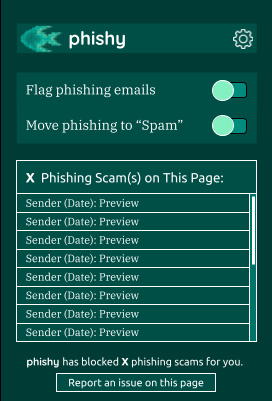 phishy
Flag phishing emails
Move phishing to “Spam”
X Phishing Scam(s) on This Page:
Sender (Date): Preview
Sender (Date): Preview
Sender (Date): Preview
Sender (Date): Preview
Sender (Date): Preview
Sender (Date): Preview
Sender (Date): Preview
Sender (Date): Preview
phishy has blocked X phishing scams for you.
Report an issue on this page